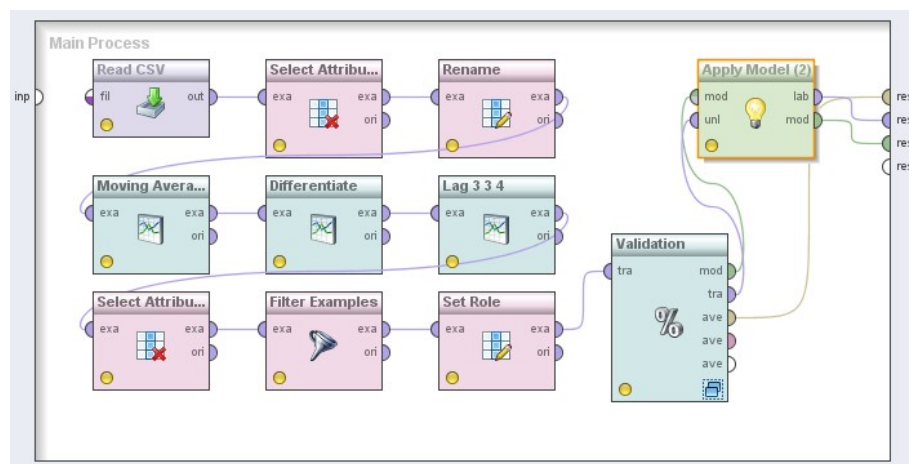 Main Process
Read CSV
Select Attribu...
Rename
Apply Model (2)
inp
fil
out
exa
exa
ori
exa
exa
ori
mod
unl
lab
mod
res
res
res
res
Moving Avera...
Differentiate
Lag 3 3 4
exa
exa
ori
exa
exa
ori
exa
exa
ori
Validation
tra
mod
tra
ave
ave
ave
%
Select Attribu...
Filter Examples
Set Role
exa
exa
ori
exa
exa
ori
exa
exa
ori